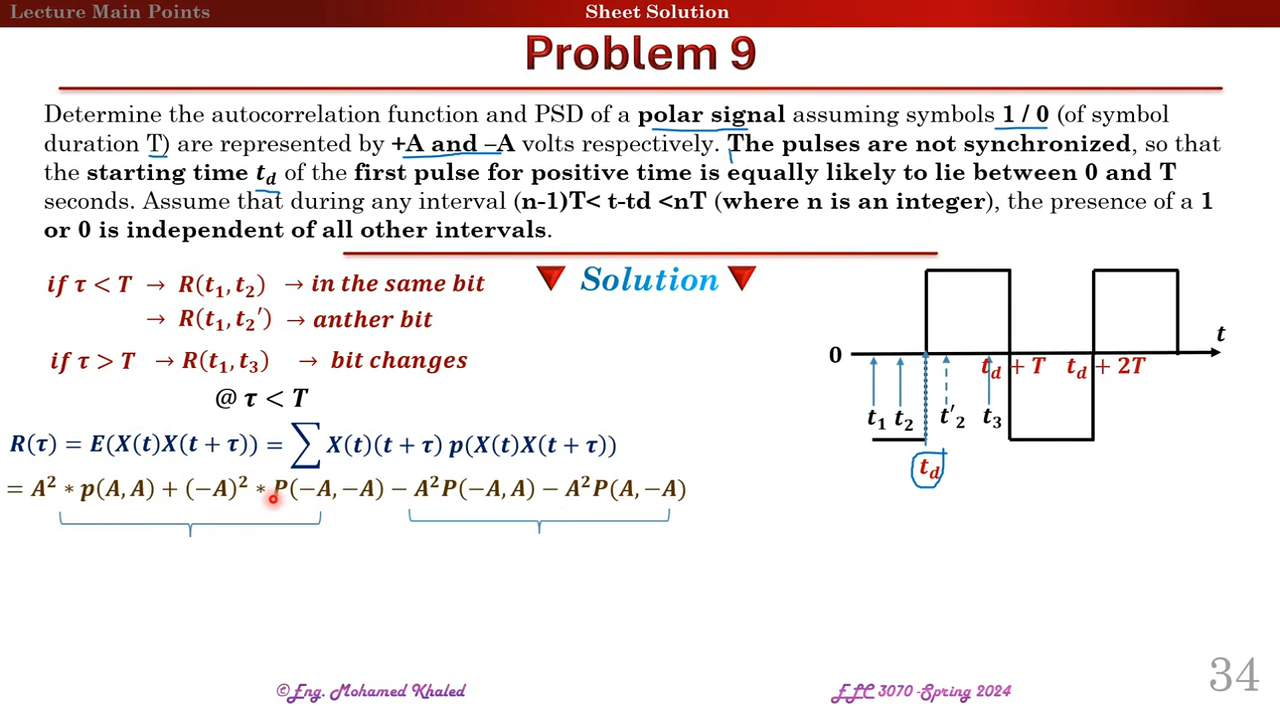 Lecture Main Points
Sheet Solution
Problem 9
Determine the autocorrelation function and PSD of a polar signal assuming symbols 1 / 0 (of symbol
duration T) are represented by +A and –A volts respectively. The pulses are not synchronized, so that
the starting time t_d of the first pulse for positive time is equally likely to lie between 0 and T
seconds. Assume that during any interval (n-1)T< t-td <nT (where n is an integer), the presence of a 1
or 0 is independent of all other intervals.
Solution
if τ < T → R(t₁, t₂) → in the same bit
→ R(t₁, t₂′) → anther bit
if τ > T → R(t₁, t₃) → bit changes
@ τ < T
R(τ) = E(X(t)X(t + τ)) = ∑ X(t)(t + τ) p(X(t)X(t + τ))
= A² * p(A, A) + (−A)² * P(−A, −A) − A²P(−A, A) − A²P(A, −A)
t
0
t_d + T t_d + 2T
t₁ t₂ t′₂ t₃
t_d
©Eng. Mohamed Khaled
ELC 3070 -Spring 2024
34